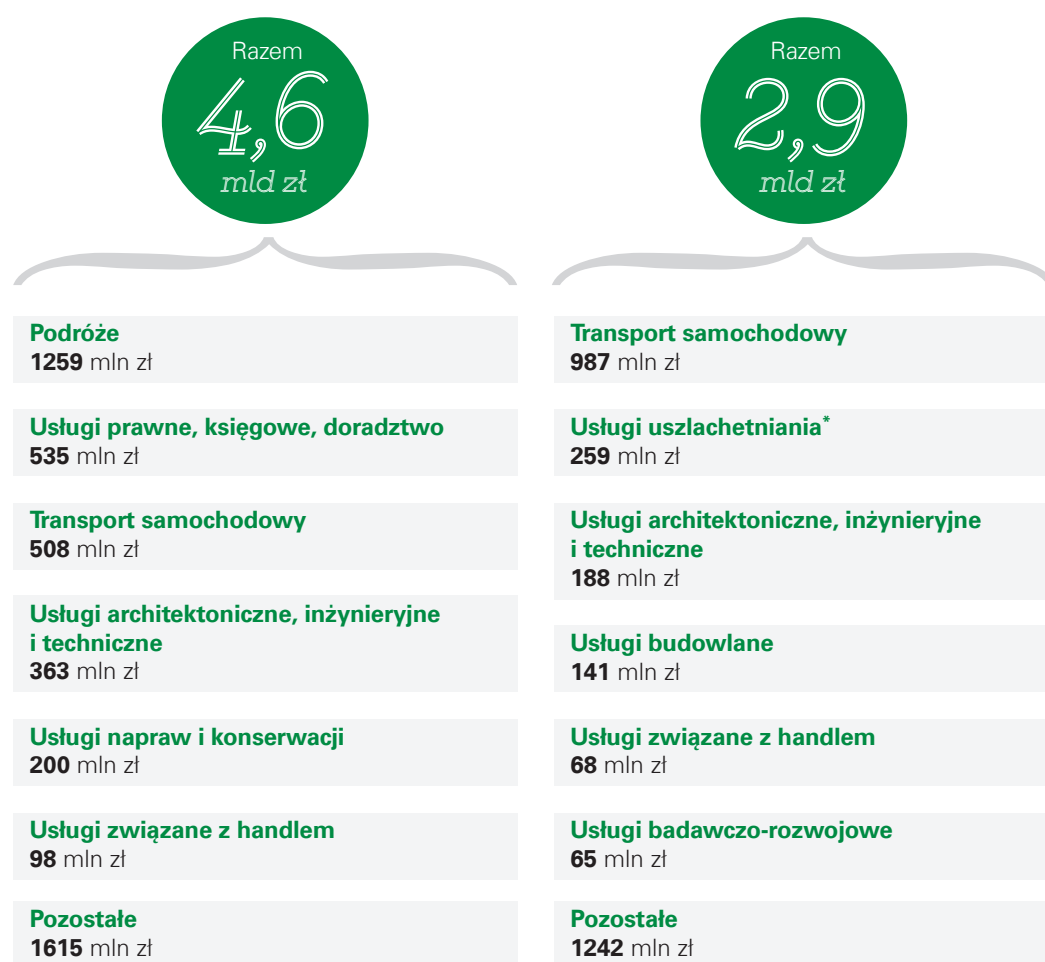 Razem
4,6
mld zł
Podróże
1259 mln zł
Usługi prawne, księgowe, doradztwo
535 mln zł
Transport samochodowy
508 mln zł
Usługi architektoniczne, inżynieryjne
i techniczne
363 mln zł
Usługi napraw i konserwacji
200 mln zł
Usługi związane z handlem
98 mln zł
Pozostałe
1615 mln zł
Razem
2,9
mld zł
Transport samochodowy
987 mln zł
Usługi uszlachetniania*
259 mln zł
Usługi architektoniczne, inżynieryjne
i techniczne
188 mln zł
Usługi budowlane
141 mln zł
Usługi związane z handlem
68 mln zł
Usługi badawczo-rozwojowe
65 mln zł
Pozostałe
1242 mln zł